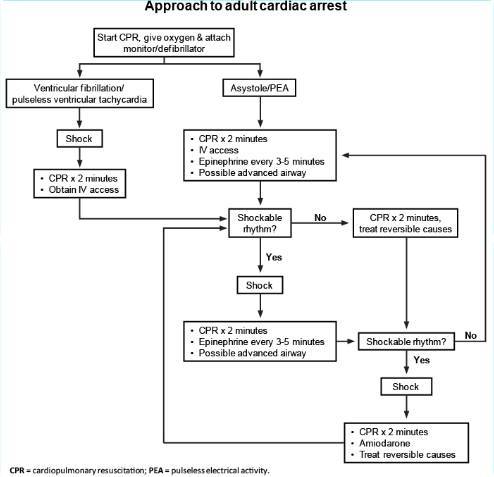 Approach to adult cardiac arrest
Start CPR, give oxygen & attach
monitor/defibrillator
Ventricular fibrillation/
pulseless ventricular tachycardia
Asystole/PEA
Shock
• CPR x 2 minutes
• IV access
• Epinephrine every 3-5 minutes
• Possible advanced airway
• CPR x 2 minutes
• Obtain IV access
Shockable
rhythm?
No
CPR x 2 minutes,
treat reversible causes
Yes
Shock
• CPR x 2 minutes
• Epinephrine every 3-5 minutes
• Possible advanced airway
Shockable rhythm?
No
Yes
Shock
• CPR x 2 minutes
• Amiodarone
• Treat reversible causes
CPR = cardiopulmonary resuscitation; PEA = pulseless electrical activity.